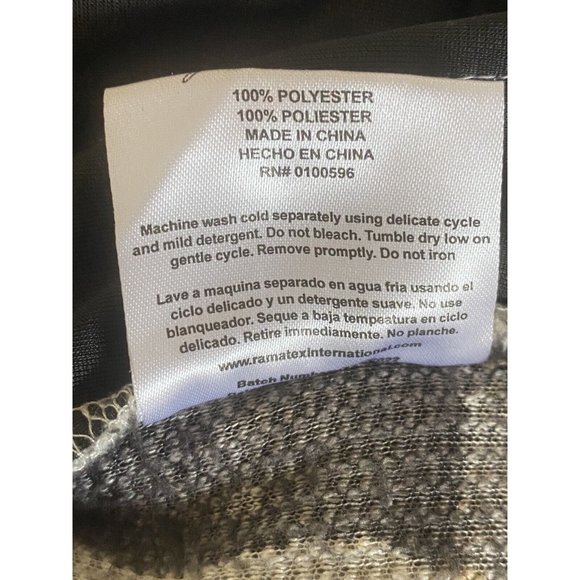 100% POLYESTER
100% POLIESTER
MADE IN CHINA
HECHO EN CHINA
RN# 0100596
Machine wash cold separately using delicate cycle
and mild detergent. Do not bleach. Tumble dry low on
gentle cycle. Remove promptly. Do not iron
Lave a maquina separado en agua fria usando el
ciclo delicado y un detergente suave. No use
blanqueador. Seque a baja tempeatura en ciclo
delicado. Retire immediamente. No planche.
www.ramatexinternational.com
Batch